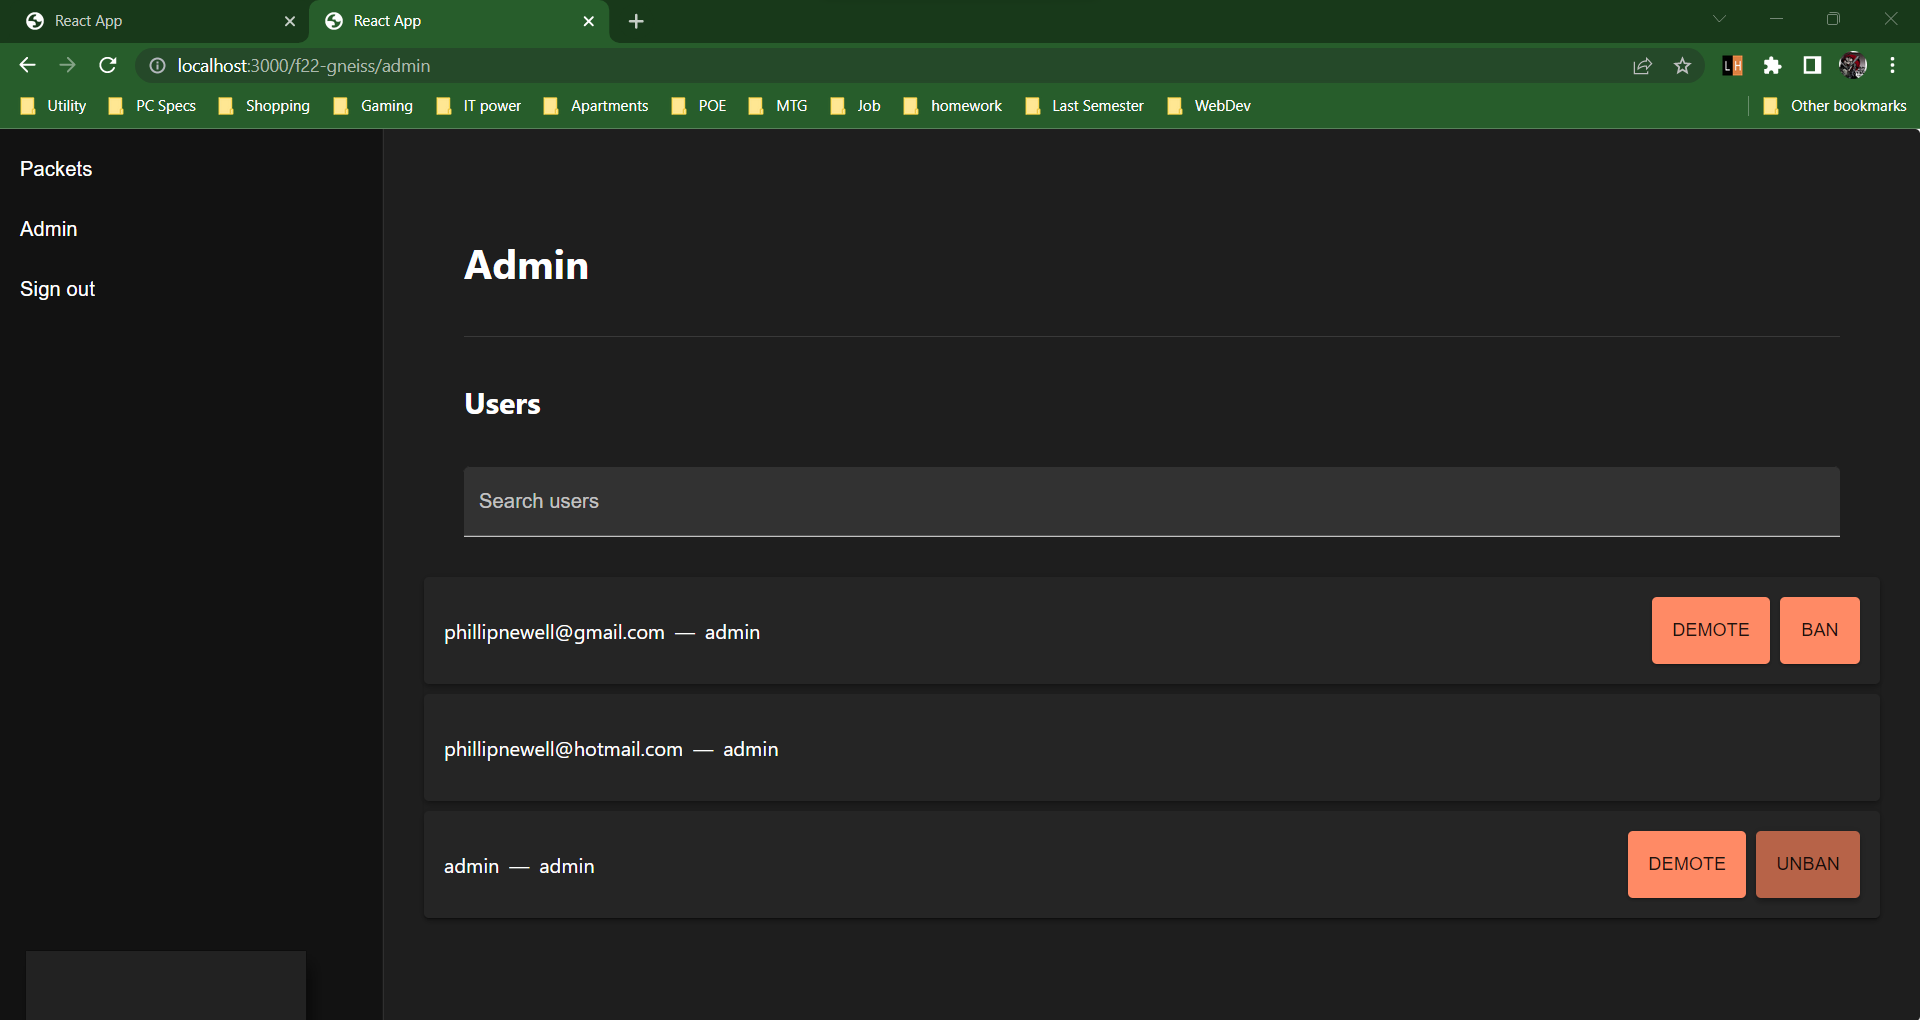 React App
React App
localhost:3000/f22-gneiss/admin
L H
Utility PC Specs Shopping Gaming IT power Apartments POE MTG Job homework Last Semester WebDev Other bookmarks
Packets
Admin
Sign out
Admin
Users
Search users
phillipnewell@gmail.com — admin DEMOTE BAN
phillipnewell@hotmail.com — admin
admin — admin DEMOTE UNBAN